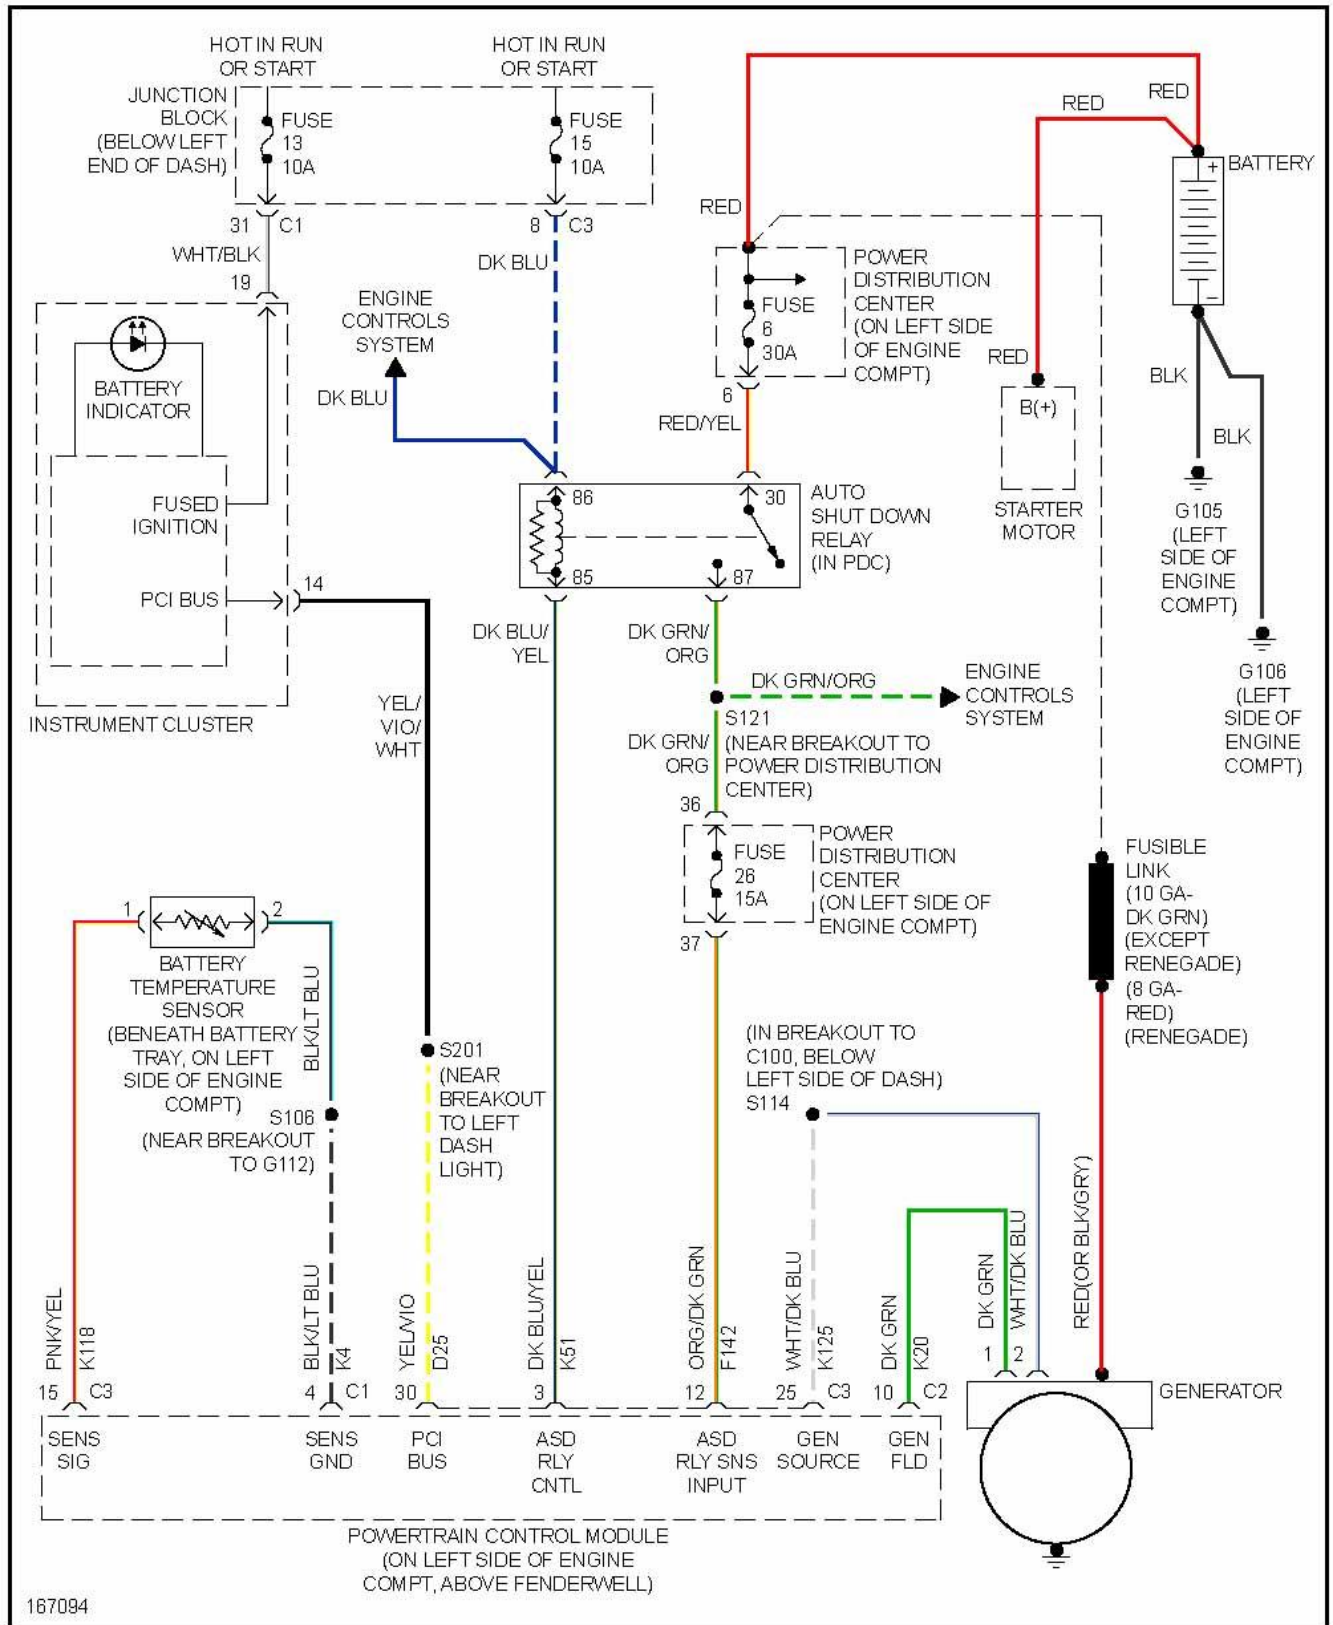 HOT IN RUN
OR START
HOT IN RUN
OR START
JUNCTION
BLOCK
(BELOW LEFT
END OF DASH)
FUSE
13
10A
FUSE
15
10A
31
C1
8
C3
WHT/BLK
19
DK BLU
ENGINE
CONTROLS
SYSTEM
DK BLU
BATTERY
INDICATOR
FUSED
IGNITION
PCI BUS
14
INSTRUMENT CLUSTER
RED
RED
RED
BATTERY
+
−
POWER
DISTRIBUTION
CENTER
(ON LEFT SIDE
OF ENGINE
COMPT)
FUSE
6
30A
6
RED/YEL
RED
B(+)
STARTER
MOTOR
BLK
BLK
G105
(LEFT
SIDE OF
ENGINE
COMPT)
G106
(LEFT
SIDE OF
ENGINE
COMPT)
86
30
85
87
AUTO
SHUT DOWN
RELAY
(IN PDC)
DK BLU/
YEL
DK GRN/
ORG
DK GRN/ORG
ENGINE
CONTROLS
SYSTEM
S121
(NEAR BREAKOUT TO
POWER DISTRIBUTION
CENTER)
DK GRN/
ORG
36
FUSE
26
15A
37
POWER
DISTRIBUTION
CENTER
(ON LEFT SIDE OF
ENGINE COMPT)
YEL/
VIO/
WHT
FUSIBLE
LINK
(10 GA-
DK GRN)
(EXCEPT
RENEGADE)
(8 GA-
RED)
(RENEGADE)
1
2
BATTERY
TEMPERATURE
SENSOR
(BENEATH BATTERY
TRAY, ON LEFT
SIDE OF ENGINE
COMPT)
BLK/LT BLU
S106
(NEAR BREAKOUT
TO G112)
S201
(NEAR
BREAKOUT
TO LEFT
DASH
LIGHT)
(IN BREAKOUT TO
C100, BELOW
LEFT SIDE OF DASH)
S114
PNK/YEL
K118
BLK/LT BLU
K4
YEL/VIO
D25
DK BLU/YEL
K51
ORG/DK GRN
F142
WHT/DK BLU
K125
DK GRN
K20
DK GRN
WHT/DK BLU
RED(OR BLK/GRY)
1
2
15
C3
4
C1
30
3
12
25
C3
10
C2
GENERATOR
SENS
SIG
SENS
GND
PCI
BUS
ASD
RLY
CNTL
ASD
RLY SNS
INPUT
GEN
SOURCE
GEN
FLD
POWERTRAIN CONTROL MODULE
(ON LEFT SIDE OF ENGINE
COMPT, ABOVE FENDERWELL)
167094